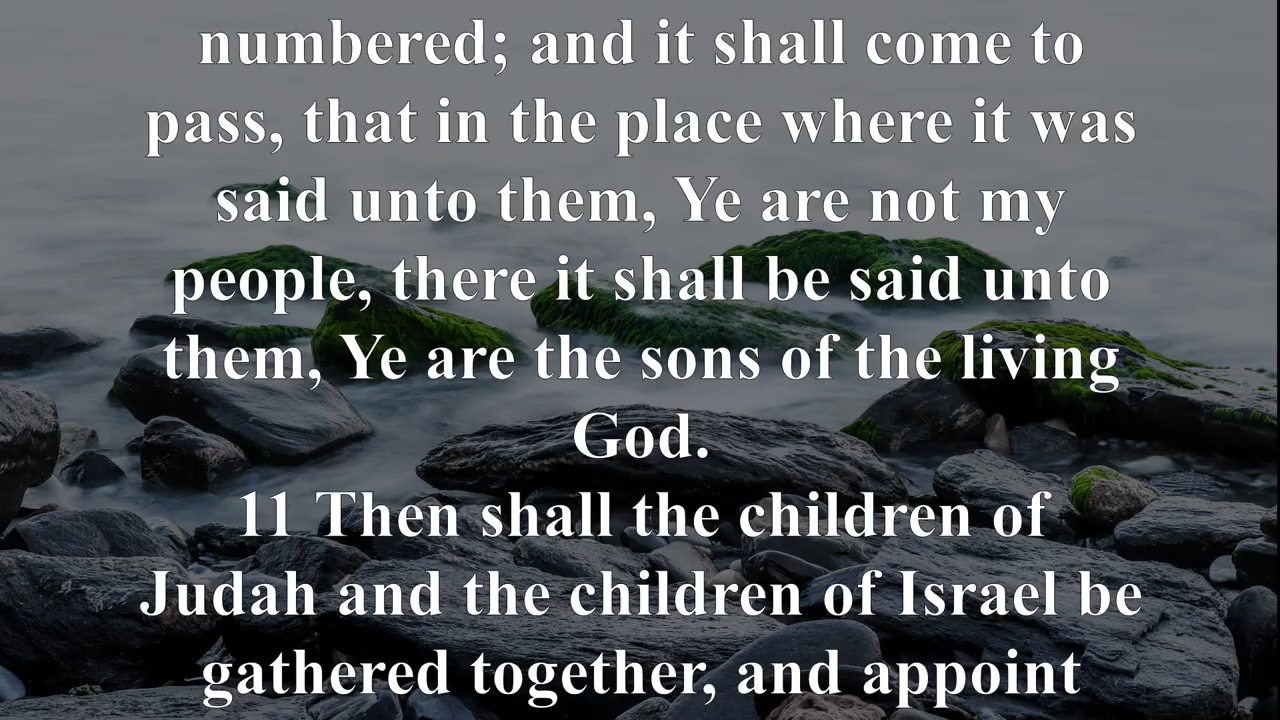 numbered; and it shall come to
pass, that in the place where it was
said unto them, Ye are not my
people, there it shall be said unto
them, Ye are the sons of the living
God.
11 Then shall the children of
Judah and the children of Israel be
gathered together, and appoint